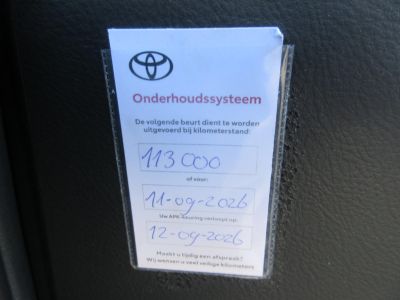 Onderhoudssysteem
De volgende beurt dient te worden
uitgevoerd bij kilometerstand:
113 000
of voor:
11-09-2026
Uw APK-keuring verloopt op:
12-09-2026
Maakt u tijdig een afspraak?
Wij wensen u veel veilige kilometers